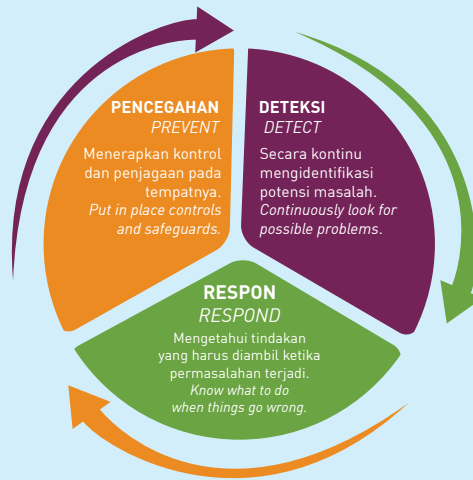 PENCEGAHAN
PREVENT
Menerapkan kontrol
dan penjagaan pada
tempatnya.
Put in place controls
and safeguards.
DETEKSI
DETECT
Secara kontinu
mengidentifikasi
potensi masalah.
Continuously look for
possible problems.
RESPON
RESPOND
Mengetahui tindakan
yang harus diambil ketika
permasalahan terjadi.
Know what to do
when things go wrong.